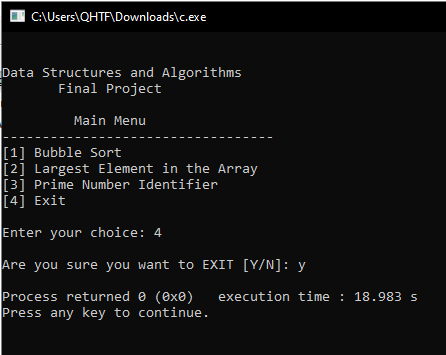 C:\Users\QHTF\Downloads\c.exe
Data Structures and Algorithms
Final Project
Main Menu
----------------------------------
[1] Bubble Sort
[2] Largest Element in the Array
[3] Prime Number Identifier
[4] Exit
Enter your choice: 4
Are you sure you want to EXIT [Y/N]: y
Process returned 0 (0x0)   execution time : 18.983 s
Press any key to continue.